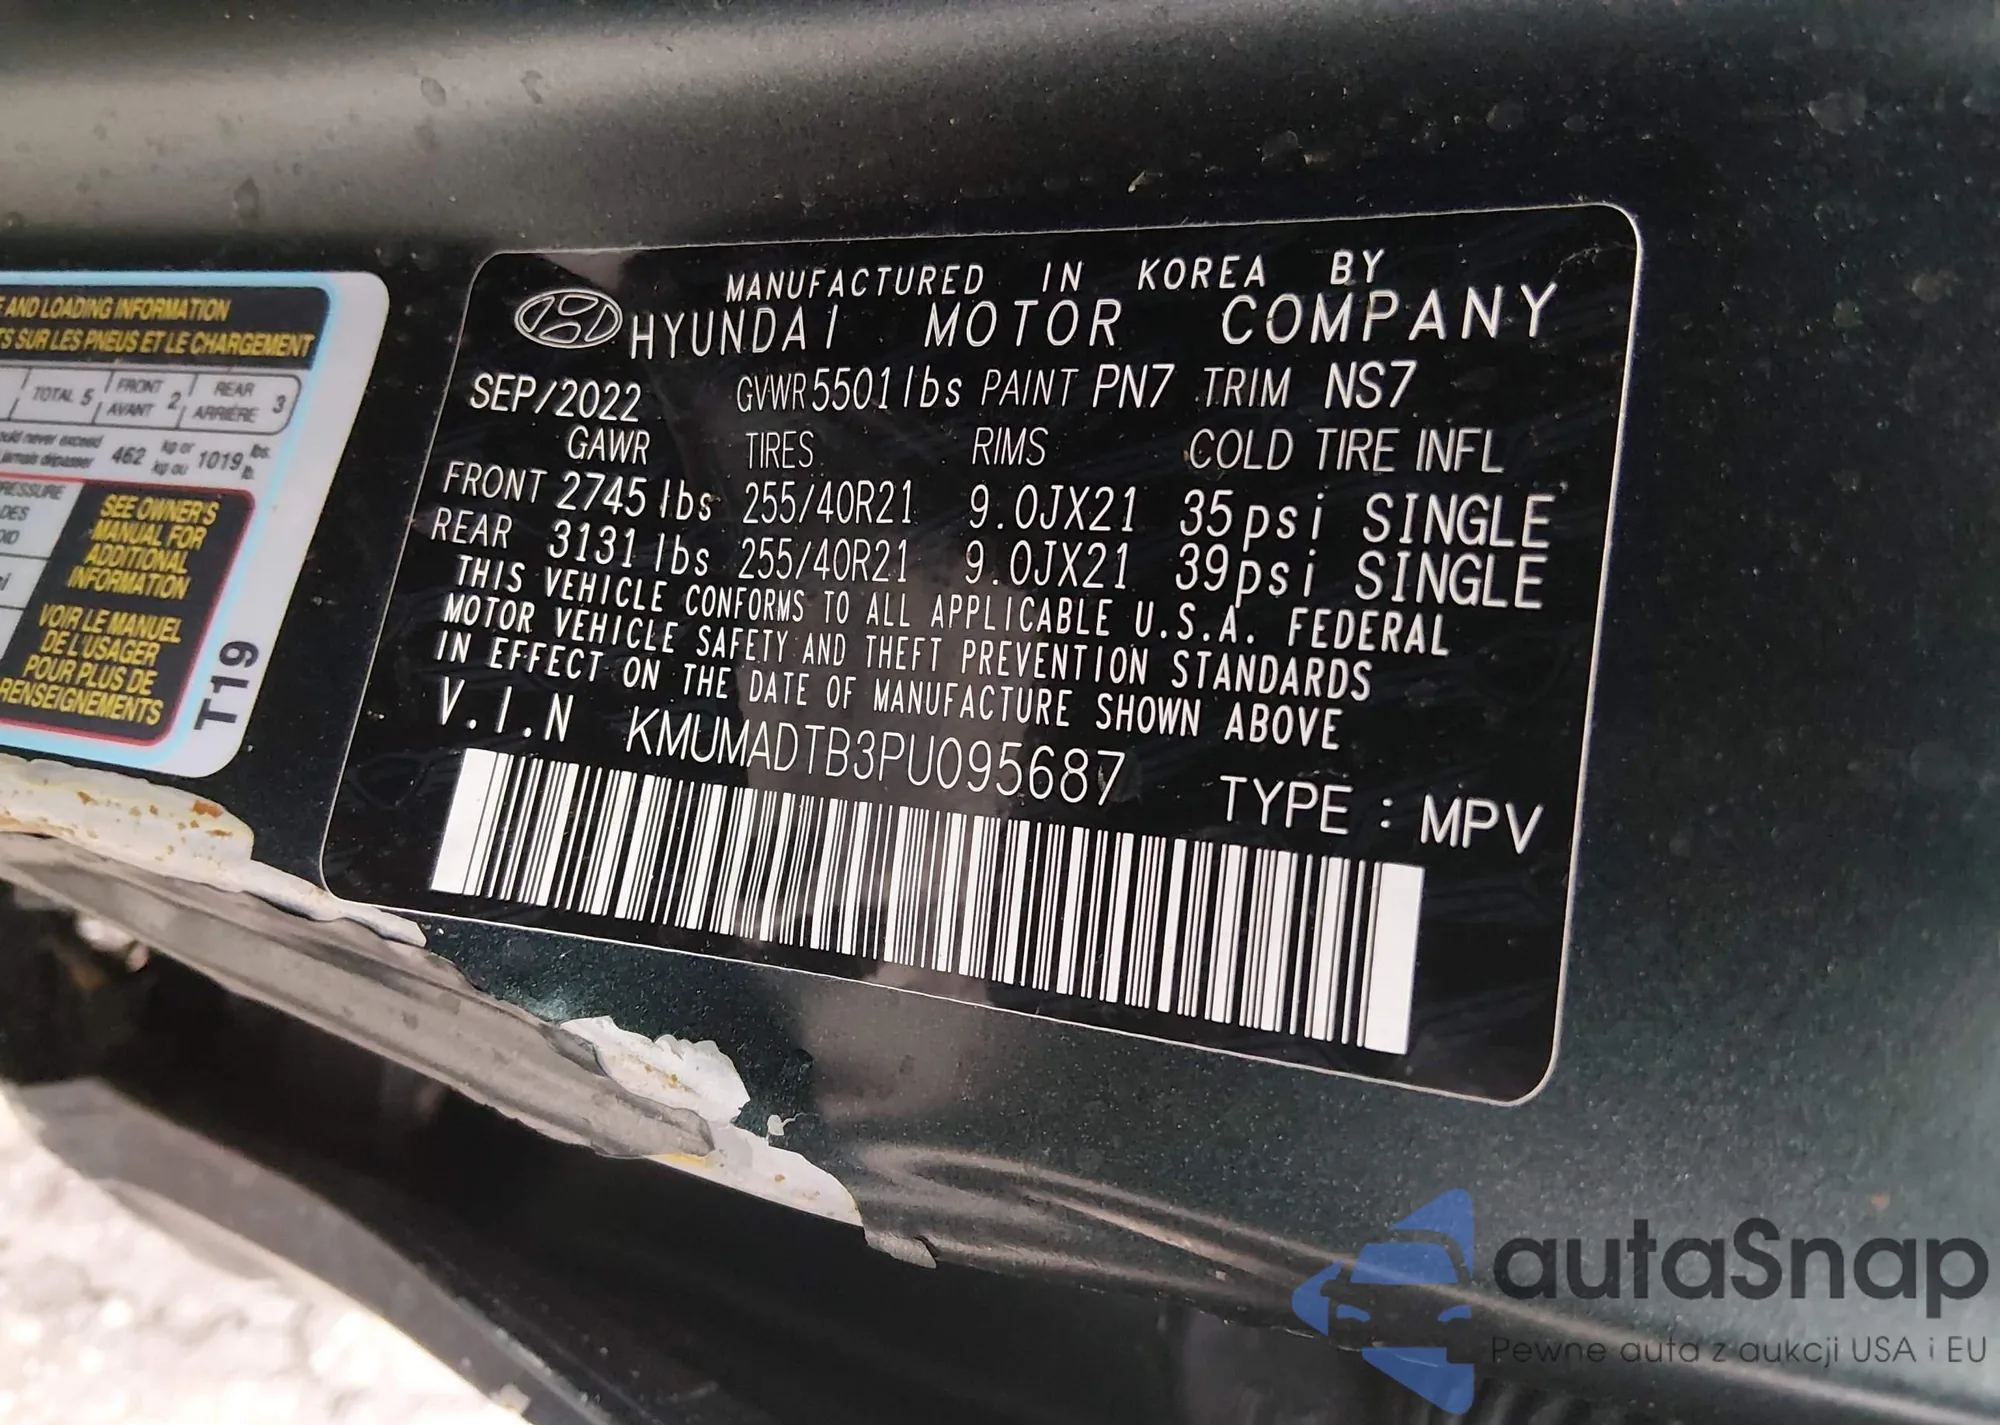 MANUFACTURED IN KOREA BY
HYUNDAI MOTOR COMPANY
SEP/2022 GVWR 5501 lbs PAINT PN7 TRIM NS7
GAWR TIRES RIMS COLD TIRE INFL
FRONT 2745 lbs 255/40R21 9.0JX21 35psi SINGLE
REAR 3131 lbs 255/40R21 9.0JX21 39psi SINGLE
THIS VEHICLE CONFORMS TO ALL APPLICABLE U.S.A. FEDERAL
MOTOR VEHICLE SAFETY AND THEFT PREVENTION STANDARDS
IN EFFECT ON THE DATE OF MANUFACTURE SHOWN ABOVE
V.I.N KMUMADTB3PU095687
TYPE : MPV
AND LOADING INFORMATION
SUR LES PNEUS ET LE CHARGEMENT
TOTAL 5 FRONT AVANT 2 REAR ARRIÈRE 3
never exceed
jamais dépasser 462 kg or kg ou 1019 lbs. lb.
SEE OWNER'S
MANUAL FOR
ADDITIONAL
INFORMATION
VOIR LE MANUEL
DE L'USAGER
POUR PLUS DE
RENSEIGNEMENTS
T19
autaSnap
Pewne auta z aukcji USA i EU